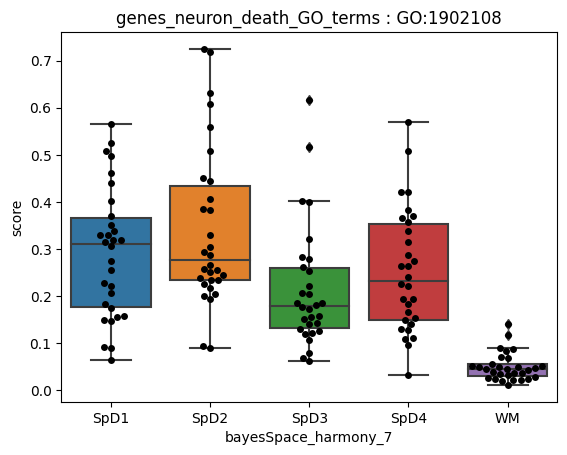 genes_neuron_death_GO_terms : GO:1902108
0.7
0.6
0.5
0.4
0.3
0.2
0.1
0.0
score
SpD1 SpD2 SpD3 SpD4 WM
bayesSpace_harmony_7